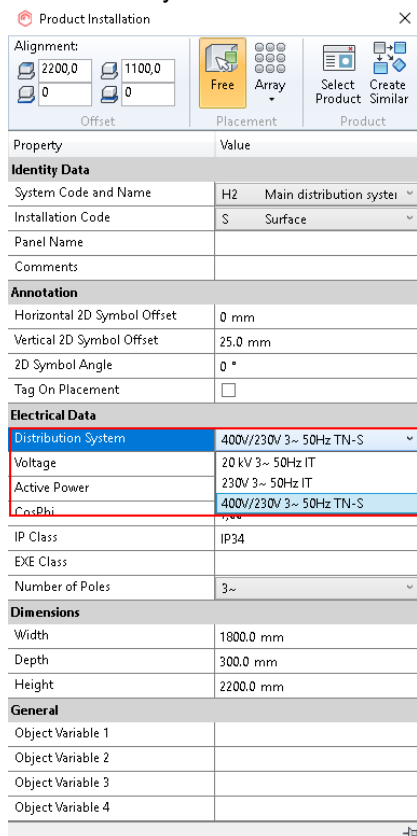 Product Installation
Alignment:
2200,0 1100,0
0 0
Offset
Free Array
Placement
Select Product Create Similar
Product
Property Value
Identity Data
System Code and Name H2 Main distribution
Installation Code S Surface
Panel Name
Comments
Annotation
Horizontal 2D Symbol Offset 0 mm
Vertical 2D Symbol Offset 25.0 mm
2D Symbol Angle 0 °
Tag On Placement
Electrical Data
Distribution System 400V/230V 3~ 50Hz TN-S
Voltage 20 kV 3~ 50Hz IT
Active Power 230V 3~ 50Hz IT
CosPhi 400V/230V 3~ 50Hz TN-S
IP Class IP34
EXE Class
Number of Poles 3~
Dimensions
Width 1800.0 mm
Depth 300.0 mm
Height 2200.0 mm
General
Object Variable 1
Object Variable 2
Object Variable 3
Object Variable 4